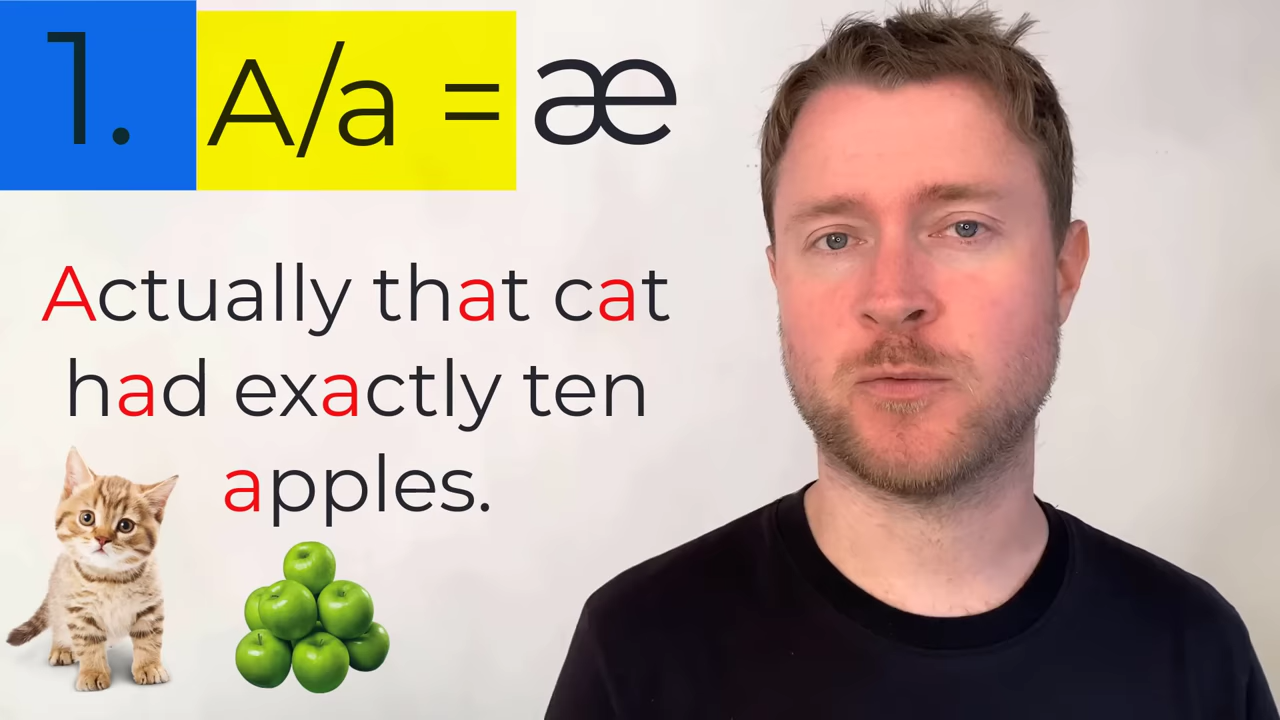 1. A/a = æ
Actually that cat
had exactly ten
apples.